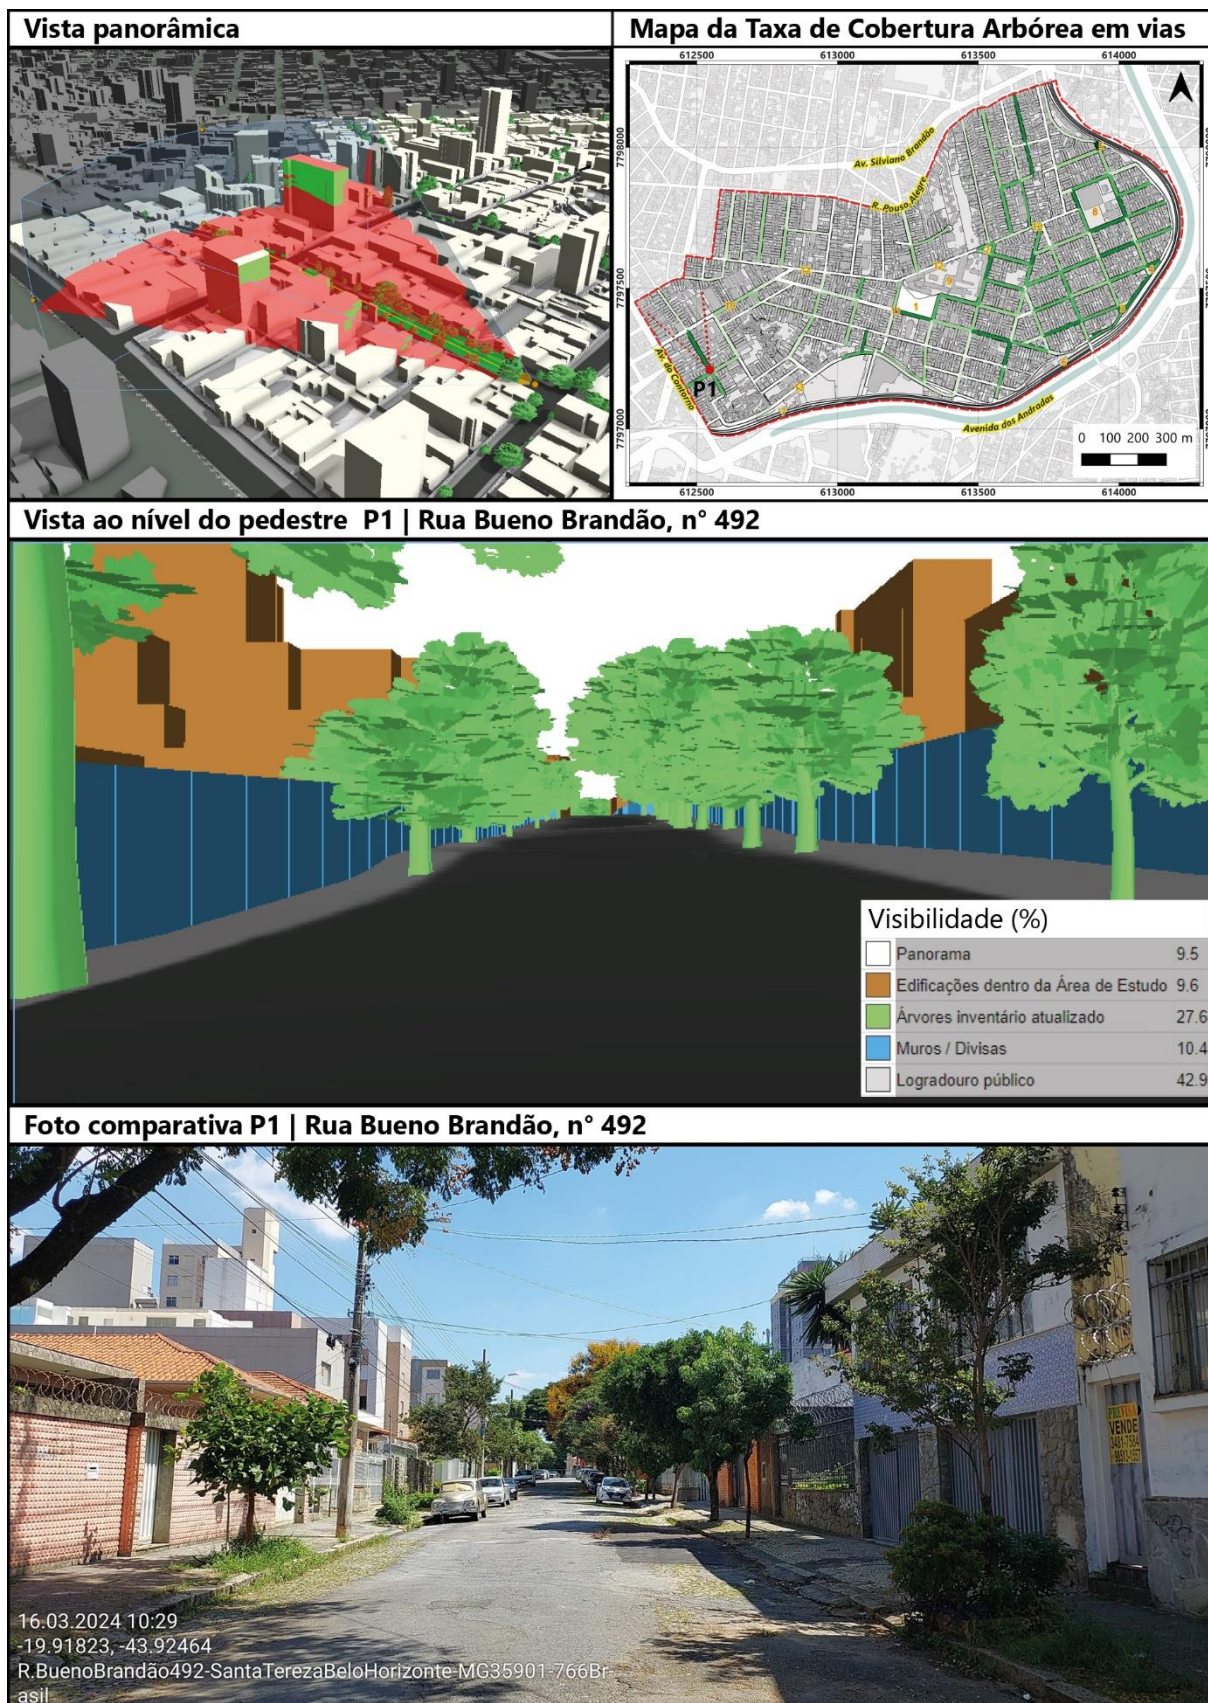 Vista panorâmica
Mapa da Taxa de Cobertura Arbórea em vias
612500 613000 613500 614000
7798000
7797500
7797000
Av. Silviano Brandão
R. Pouso Alegre
8
9
1
P1
Av. do Contorno
Avenida dos Andradas
0 100 200 300 m
612500 613000 613500 614000
Vista ao nível do pedestre P1 | Rua Bueno Brandão, n° 492
Visibilidade (%)
Panorama 9.5
Edificações dentro da Área de Estudo 9.6
Árvores inventário atualizado 27.6
Muros / Divisas 10.4
Logradouro público 42.9
Foto comparativa P1 | Rua Bueno Brandão, n° 492
VENDE
16.03.2024 10:29
-19.91823, -43.92464
R.BuenoBrandão492-SantaTerezaBeloHorizonte-MG35901-766Br-
asil